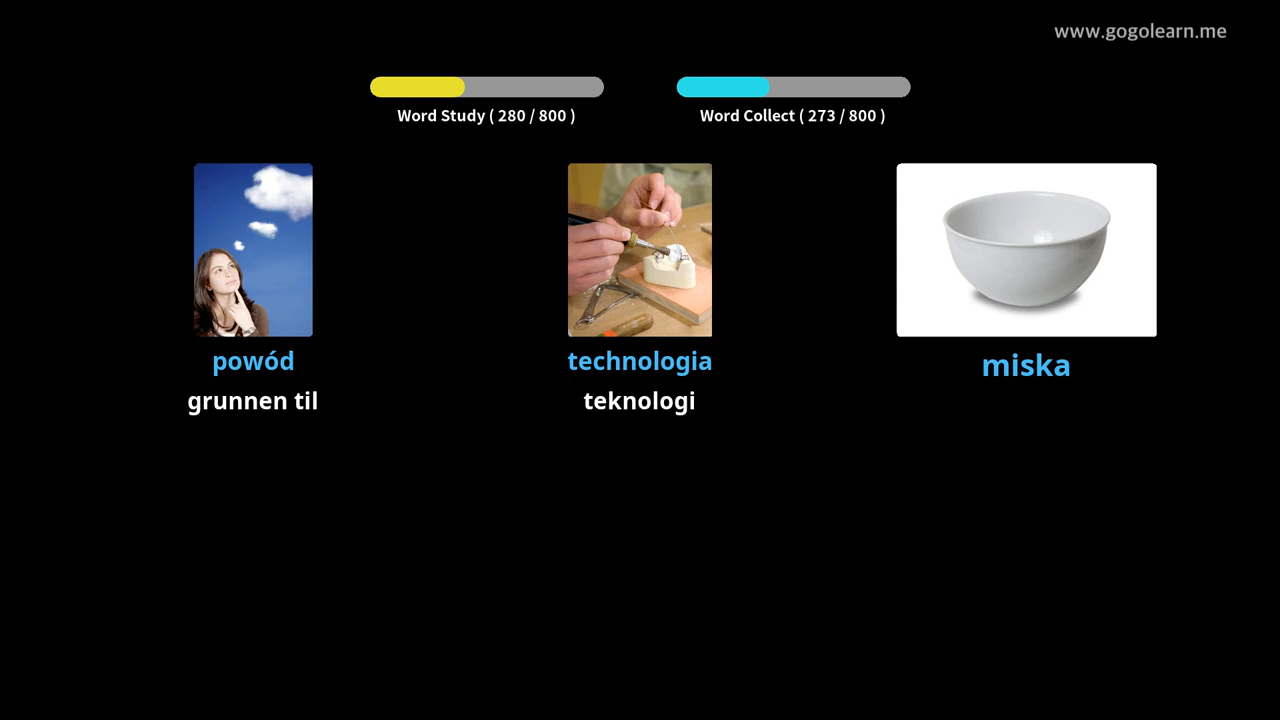 www.gogolearn.me
Word Study ( 280 / 800 )
Word Collect ( 273 / 800 )
powód
technologia
miska
grunnen til
teknologi